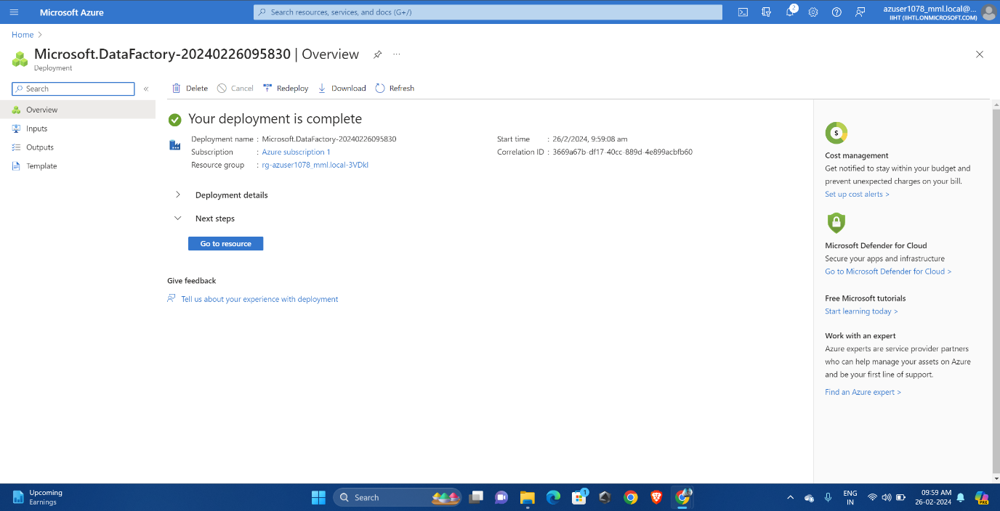 Microsoft Azure
Search resources, services, and docs (G+/)
2
azuser1078_mml.local@...
IIHT (IIHTL.ONMICROSOFT.COM)
Home >
Microsoft.DataFactory-20240226095830 | Overview
Deployment
Search
Delete
Cancel
Redeploy
Download
Refresh
Overview
Inputs
Outputs
Template
Your deployment is complete
Deployment name : Microsoft.DataFactory-20240226095830
Subscription : Azure subscription 1
Resource group : rg-azuser1078_mml.local-3VDkI
Start time : 26/2/2024, 9:59:08 am
Correlation ID : 3669a67b-df17-40cc-889d-4e899acbfb60
Deployment details
Next steps
Go to resource
Give feedback
Tell us about your experience with deployment
$
Cost management
Get notified to stay within your budget and
prevent unexpected charges on your bill.
Set up cost alerts >
Microsoft Defender for Cloud
Secure your apps and infrastructure
Go to Microsoft Defender for Cloud >
Free Microsoft tutorials
Start learning today >
Work with an expert
Azure experts are service provider partners
who can help manage your assets on Azure
and be your first line of support.
Find an Azure expert >
Upcoming
Earnings
Search
1
ENG
IN
09:59 AM
26-02-2024
PRE